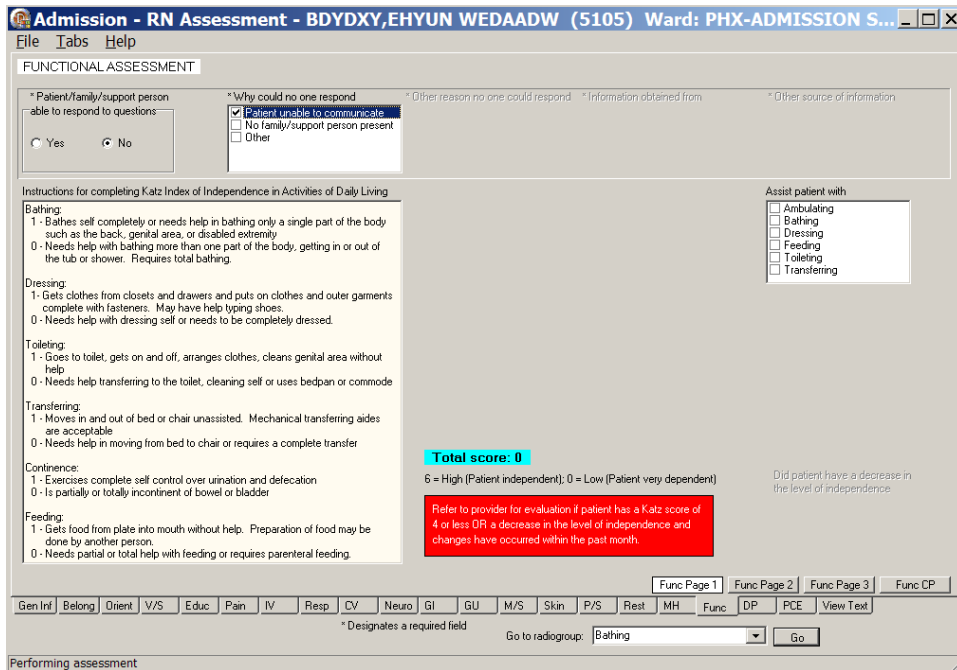 Admission - RN Assessment - BDYDXY,EHYUN WEDAADW (5105) Ward: PHX-ADMISSION S...
File Tabs Help
FUNCTIONAL ASSESSMENT
* Patient/family/support person
able to respond to questions
Yes No
* Why could no one respond
Patient unable to communicate
No family/support person present
Other
* Other reason no one could respond
* Information obtained from
* Other source of information
Instructions for completing Katz Index of Independence in Activities of Daily Living
Bathing:
1 - Bathes self completely or needs help in bathing only a single part of the body
such as the back, genital area, or disabled extremity
0 - Needs help with bathing more than one part of the body, getting in or out of
the tub or shower. Requires total bathing.
Dressing:
1- Gets clothes from closets and drawers and puts on clothes and outer garments
complete with fasteners. May have help typing shoes.
0 - Needs help with dressing self or needs to be completely dressed.
Toileting:
1 - Goes to toilet, gets on and off, arranges clothes, cleans genital area without
help
0 - Needs help transferring to the toilet, cleaning self or uses bedpan or commode
Transferring:
1 - Moves in and out of bed or chair unassisted. Mechanical transferring aides
are acceptable
0 - Needs help in moving from bed to chair or requires a complete transfer
Continence:
1 - Exercises complete self control over urination and defecation
0 - Is partially or totally incontinent of bowel or bladder
Feeding:
1 - Gets food from plate into mouth without help. Preparation of food may be
done by another person.
0 - Needs partial or total help with feeding or requires parenteral feeding.
Assist patient with
Ambulating
Bathing
Dressing
Feeding
Toileting
Transferring
Total score: 0
6 = High (Patient independent); 0 = Low (Patient very dependent)
Refer to provider for evaluation if patient has a Katz score of
4 or less OR a decrease in the level of independence and
changes have occurred within the past month.
Did patient have a decrease in
the level of independence
Func Page 1 Func Page 2 Func Page 3 Func CP
Gen Inf Belong Orient V/S Educ Pain IV Resp CV Neuro GI GU M/S Skin P/S Rest MH Func DP PCE View Text
* Designates a required field
Go to radiogroup: Bathing Go
Performing assessment